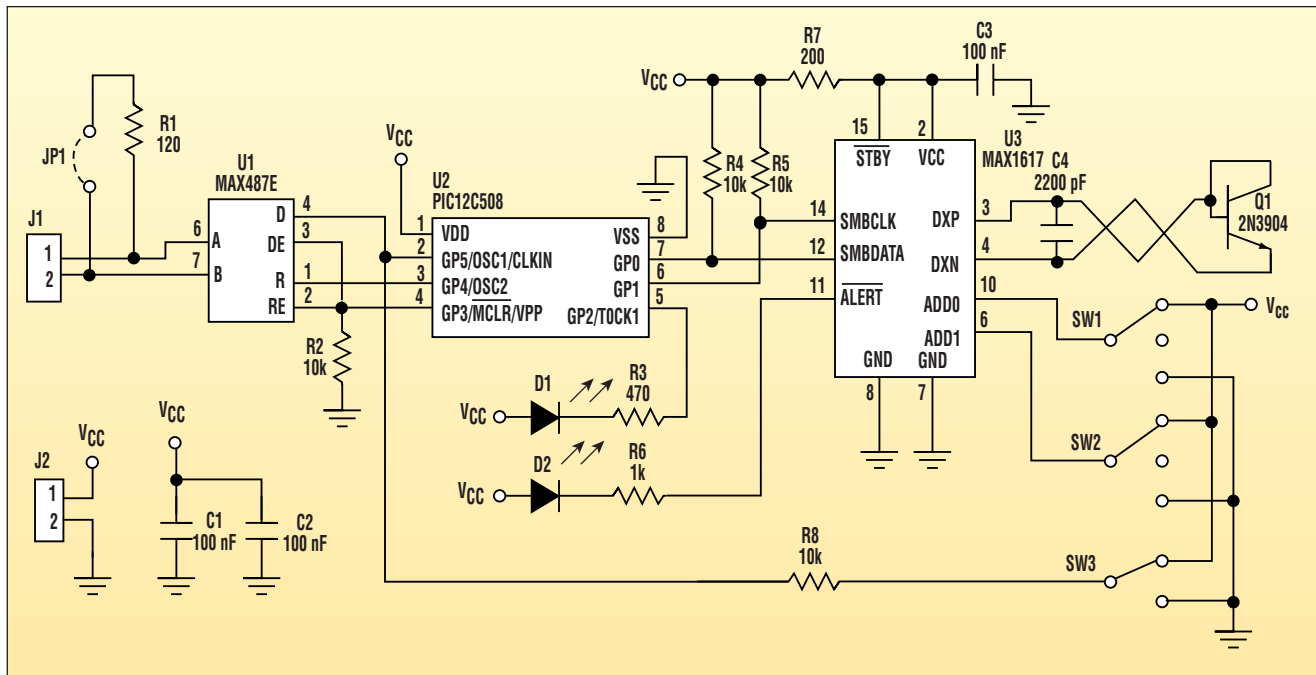 C3
100 nF
R7
200
VCC
R1
120
JP1
VCC
15
2
U3
MAX1617
STBY
VCC
C4
2200 pF
R4
10k
R5
10k
U1
MAX487E
U2
PIC12C508
Q1
2N3904
J1
1
2
6
7
A
B
D
DE
R
RE
4
3
1
2
1
2
3
4
VDD
GP5/OSC1/CLKIN
GP4/OSC2
GP3/MCLR/VPP
VSS
GP0
GP1
GP2/TOCK1
8
7
6
5
14
12
11
SMBCLK
SMBDATA
ALERT
DXP
DXN
ADD0
ADD1
3
4
10
6
GND
GND
8
7
R2
10k
SW1
Vcc
D1
R3
470
VCC
D2
R6
1k
VCC
SW2
VCC
VCC
J2
1
2
C1
100 nF
C2
100 nF
R8
10k
SW3